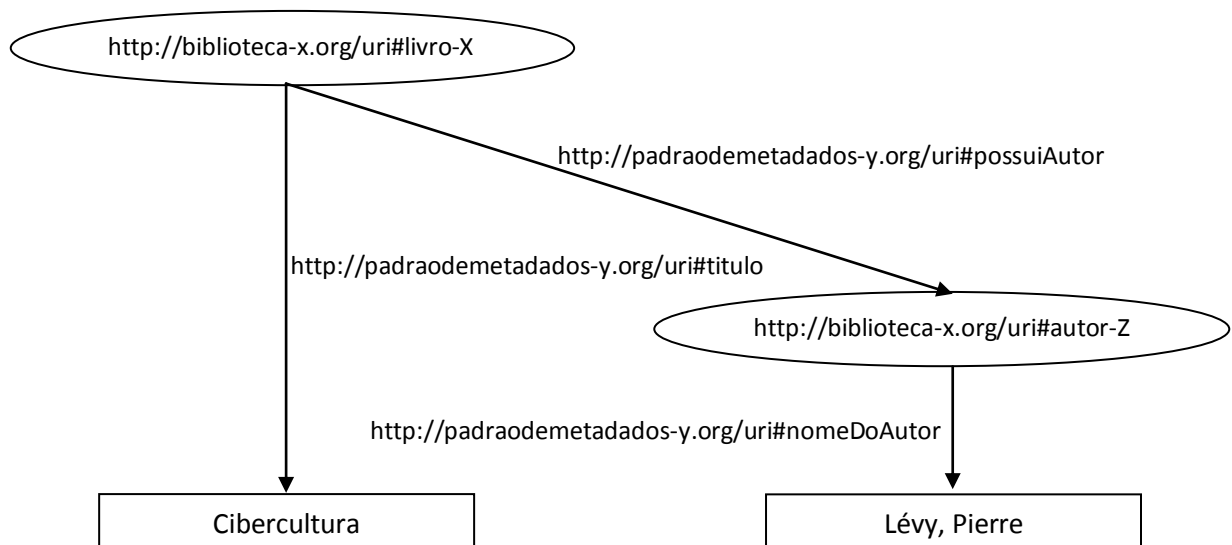 http://biblioteca-x.org/uri#livro-X
http://padraodemetadados-y.org/uri#possuiAutor
http://padraodemetadados-y.org/uri#titulo
http://biblioteca-x.org/uri#autor-Z
http://padraodemetadados-y.org/uri#nomeDoAutor
Cibercultura
Lévy, Pierre